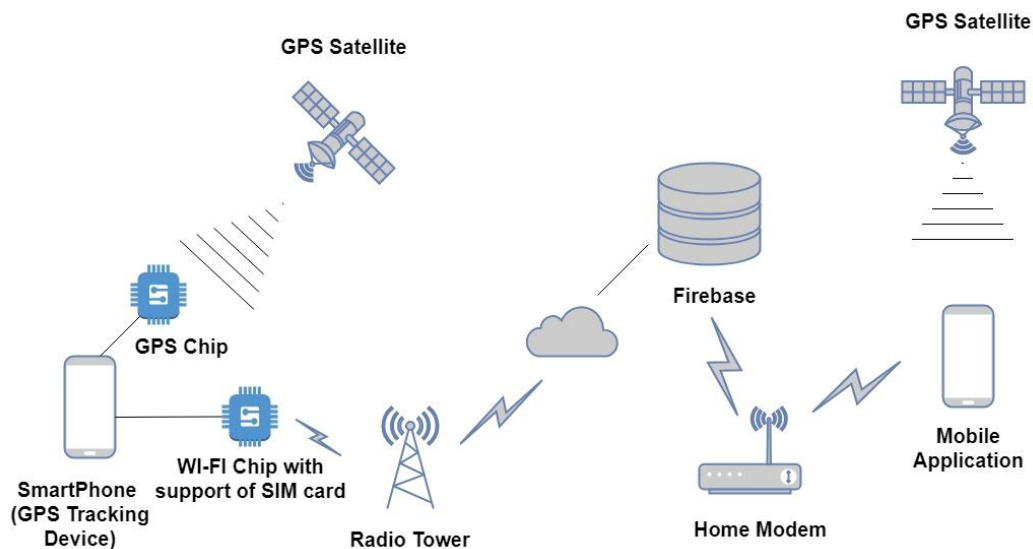 GPS Satellite
GPS Satellite
Firebase
GPS Chip
WI-FI Chip with
support of SIM card
SmartPhone
(GPS Tracking
Device)
Radio Tower
Home Modem
Mobile
Application